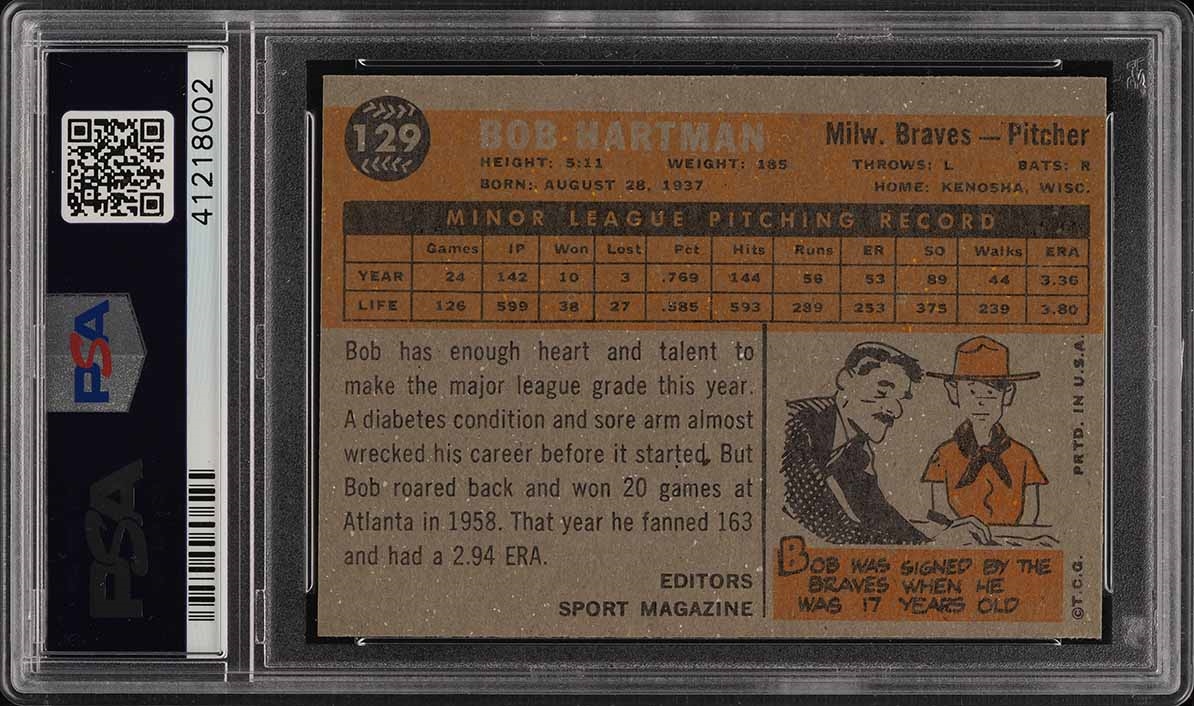 41218002
PSA
PSA
129
BOB HARTMAN
Milw. Braves — Pitcher
HEIGHT: 5:11 WEIGHT: 185 THROWS: L BATS: R
BORN: AUGUST 28, 1937 HOME: KENOSHA, WISC.
MINOR LEAGUE PITCHING RECORD
Games IP Won Lost Pct Hits Runs ER SO Walks ERA
YEAR 24 142 10 3 .769 144 56 53 89 44 3.36
LIFE 126 599 38 27 .585 593 289 253 375 239 3.80
Bob has enough heart and talent to
make the major league grade this year.
A diabetes condition and sore arm almost
wrecked his career before it started. But
Bob roared back and won 20 games at
Atlanta in 1958. That year he fanned 163
and had a 2.94 ERA.
EDITORS
SPORT MAGAZINE
BOB WAS SIGNED BY THE
BRAVES WHEN HE
WAS 17 YEARS OLD
©T.C.G. PRTD. IN U.S.A.